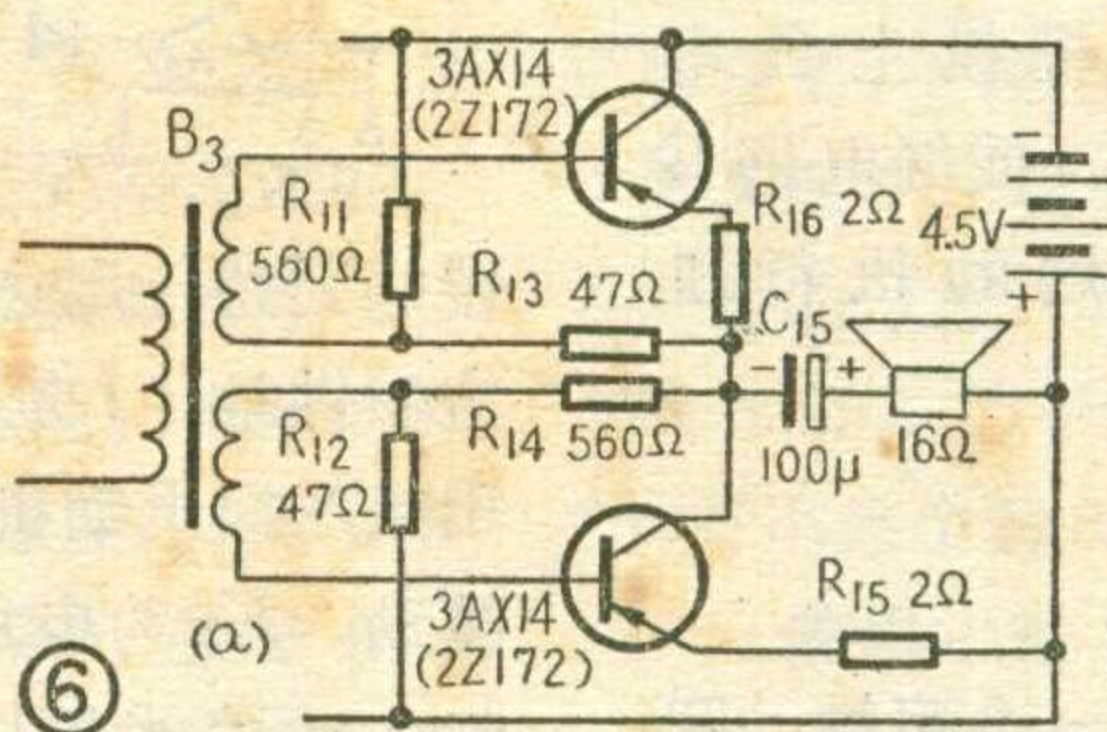 3AX14
(2Z172)
B3
R11
560Ω
R13 47Ω
R16 2Ω
4.5V
-
+
C15
- +
R12
47Ω
R14 560Ω
100μ
16Ω
3AX14
(2Z172)
R15 2Ω
(a)
⑥